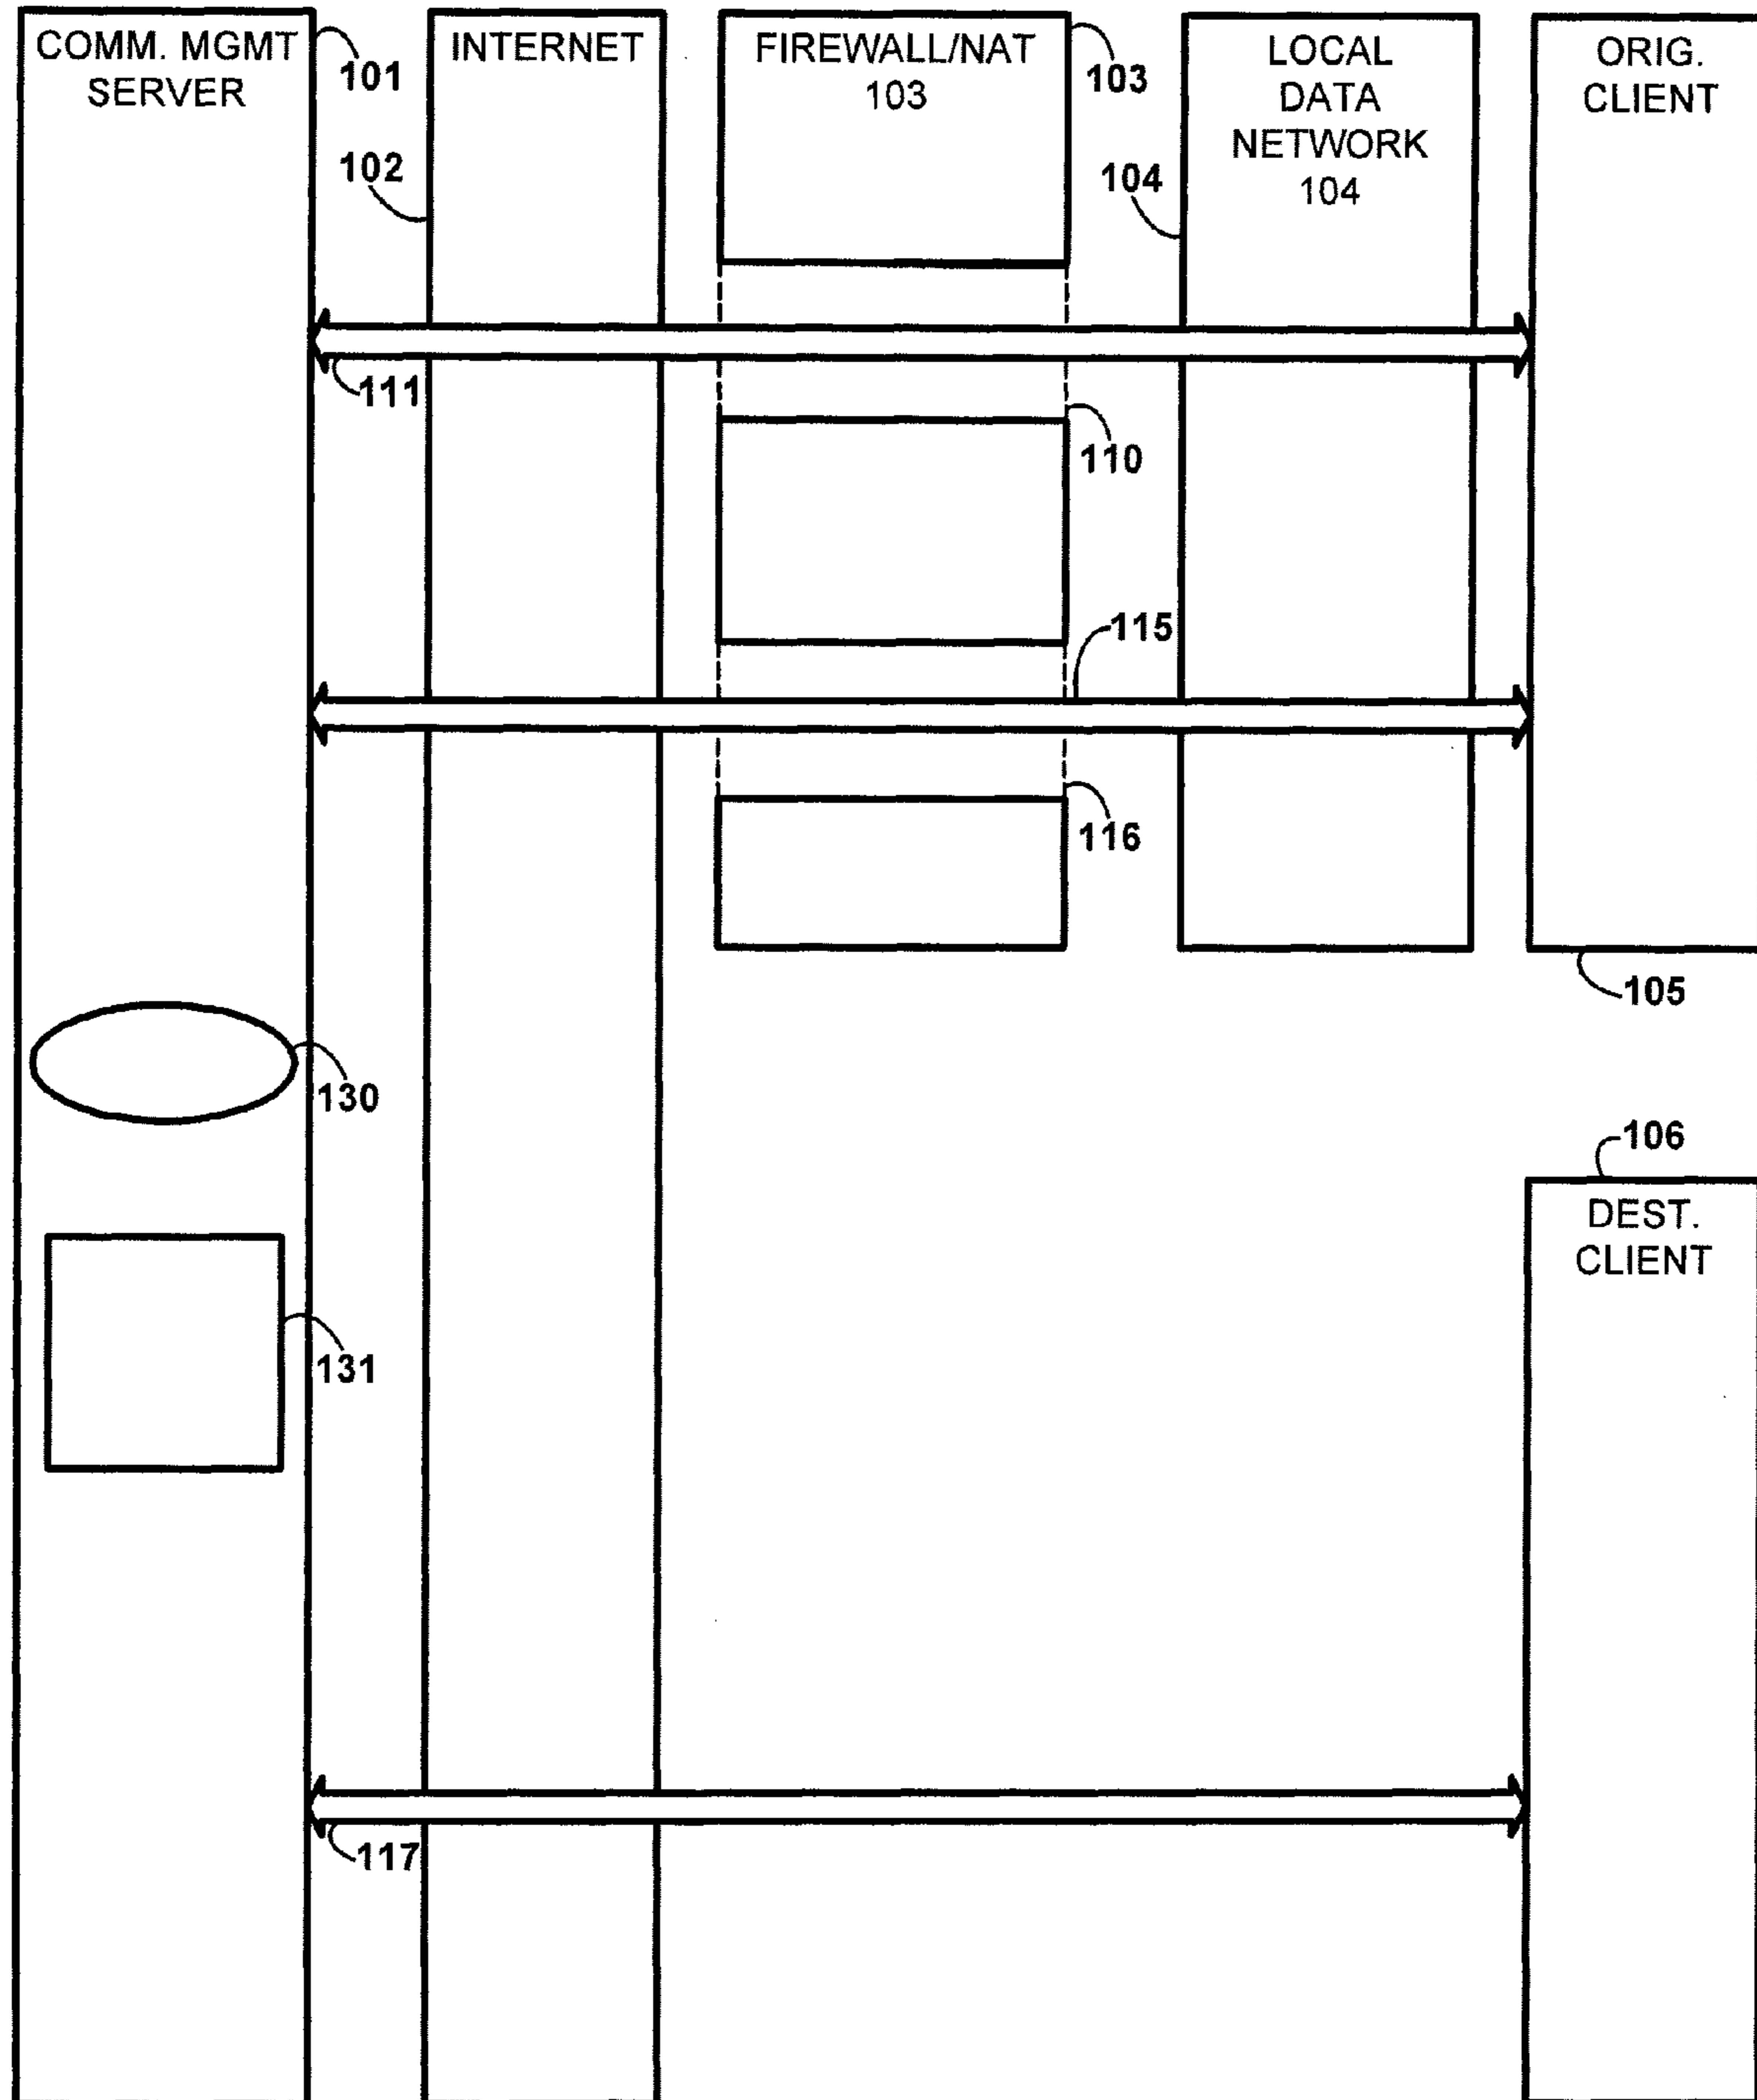 COMM. MGMT
SERVER
101
INTERNET
102
FIREWALL/NAT
103
103
LOCAL
DATA
NETWORK
104
104
ORIG.
CLIENT
111
110
115
116
105
130
106
DEST.
CLIENT
131
117